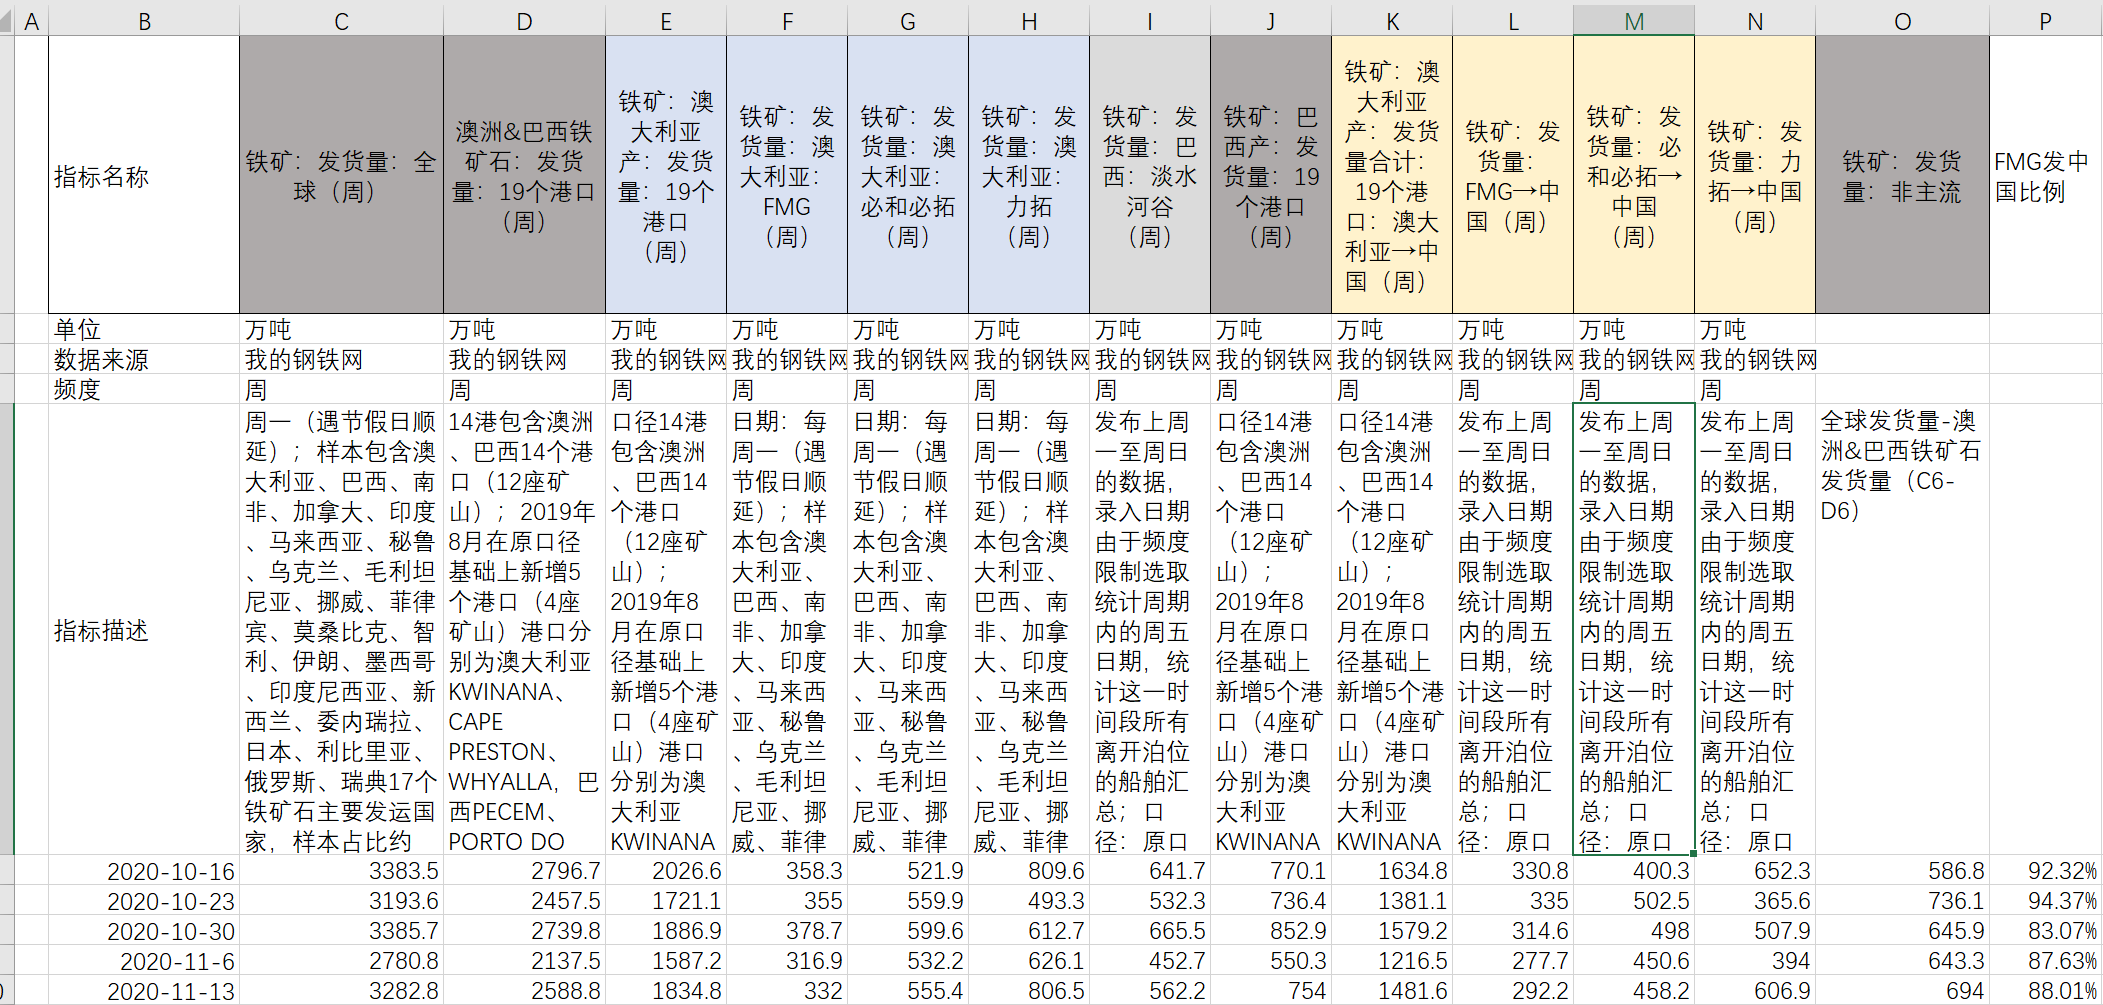 A B C D E F G H I J K L M N O P
指标名称
铁矿：发货量：全
球（周）
澳洲&巴西铁
矿石：发货
量：19个港口
（周）
铁矿：澳
大利亚
产：发货
量：19个
港口
（周）
铁矿：发
货量：澳
大利亚：
FMG
（周）
铁矿：发
货量：澳
大利亚：
必和必拓
（周）
铁矿：发
货量：澳
大利亚：
力拓
（周）
铁矿：发
货量：巴
西：淡水
河谷
（周）
铁矿：巴
西产：发
货量：19
个港口
（周）
铁矿：澳
大利亚
产：发货
量合计：
19个港
口：澳大
利亚→中
国（周）
铁矿：发
货量：
FMG→中
国（周）
铁矿：发
货量：必
和必拓→
中国
（周）
铁矿：发
货量：力
拓→中国
（周）
铁矿：发货
量：非主流
FMG发中
国比例
单位 万吨 万吨 万吨 万吨 万吨 万吨 万吨 万吨 万吨 万吨 万吨 万吨
数据来源 我的钢铁网 我的钢铁网 我的钢铁网 我的钢铁网 我的钢铁网 我的钢铁网 我的钢铁网 我的钢铁网 我的钢铁网 我的钢铁网 我的钢铁网 我的钢铁网
频度 周 周 周 周 周 周 周 周 周 周 周 周
指标描述
周一（遇节假日顺
延）；样本包含澳
大利亚、巴西、南
非、加拿大、印度
、马来西亚、秘鲁
、乌克兰、毛利坦
尼亚、挪威、菲律
宾、莫桑比克、智
利、伊朗、墨西哥
、印度尼西亚、新
西兰、委内瑞拉、
日本、利比里亚、
俄罗斯、瑞典17个
铁矿石主要发运国
家，样本占比约
14港包含澳洲
、巴西14个港
口（12座矿
山）；2019年
8月在原口径
基础上新增5
个港口（4座
矿山）港口分
别为澳大利亚
KWINANA、
CAPE
PRESTON、
WHYALLA，巴
西PECEM、
PORTO DO
口径14港
包含澳洲
、巴西14
个港口
（12座矿
山）；
2019年8
月在原口
径基础上
新增5个港
口（4座矿
山）港口
分别为澳
大利亚
KWINANA
日期：每
周一（遇
节假日顺
延）；样
本包含澳
大利亚、
巴西、南
非、加拿
大、印度
、马来西
亚、秘鲁
、乌克兰
、毛利坦
尼亚、挪
威、菲律
日期：每
周一（遇
节假日顺
延）；样
本包含澳
大利亚、
巴西、南
非、加拿
大、印度
、马来西
亚、秘鲁
、乌克兰
、毛利坦
尼亚、挪
威、菲律
日期：每
周一（遇
节假日顺
延）；样
本包含澳
大利亚、
巴西、南
非、加拿
大、印度
、马来西
亚、秘鲁
、乌克兰
、毛利坦
尼亚、挪
威、菲律
发布上周
一至周日
的数据，
录入日期
由于频度
限制选取
统计周期
内的周五
日期，统
计这一时
间段所有
离开泊位
的船舶汇
总；口
径：原口
口径14港
包含澳洲
、巴西14
个港口
（12座矿
山）；
2019年8
月在原口
径基础上
新增5个港
口（4座矿
山）港口
分别为澳
大利亚
KWINANA
口径14港
包含澳洲
、巴西14
个港口
（12座矿
山）；
2019年8
月在原口
径基础上
新增5个港
口（4座矿
山）港口
分别为澳
大利亚
KWINANA
发布上周
一至周日
的数据，
录入日期
由于频度
限制选取
统计周期
内的周五
日期，统
计这一时
间段所有
离开泊位
的船舶汇
总；口
径：原口
发布上周
一至周日
的数据，
录入日期
由于频度
限制选取
统计周期
内的周五
日期，统
计这一时
间段所有
离开泊位
的船舶汇
总；口
径：原口
发布上周
一至周日
的数据，
录入日期
由于频度
限制选取
统计周期
内的周五
日期，统
计这一时
间段所有
离开泊位
的船舶汇
总；口
径：原口
全球发货量-澳
洲&巴西铁矿石
发货量（C6-
D6）
2020-10-16 3383.5 2796.7 2026.6 358.3 521.9 809.6 641.7 770.1 1634.8 330.8 400.3 652.3 586.8 92.32%
2020-10-23 3193.6 2457.5 1721.1 355 559.9 493.3 532.3 736.4 1381.1 335 502.5 365.6 736.1 94.37%
2020-10-30 3385.7 2739.8 1886.9 378.7 599.6 612.7 665.5 852.9 1579.2 314.6 498 507.9 645.9 83.07%
2020-11-6 2780.8 2137.5 1587.2 316.9 532.2 626.1 452.7 550.3 1216.5 277.7 450.6 394 643.3 87.63%
2020-11-13 3282.8 2588.8 1834.8 332 555.4 806.5 562.2 754 1481.6 292.2 458.2 606.9 694 88.01%